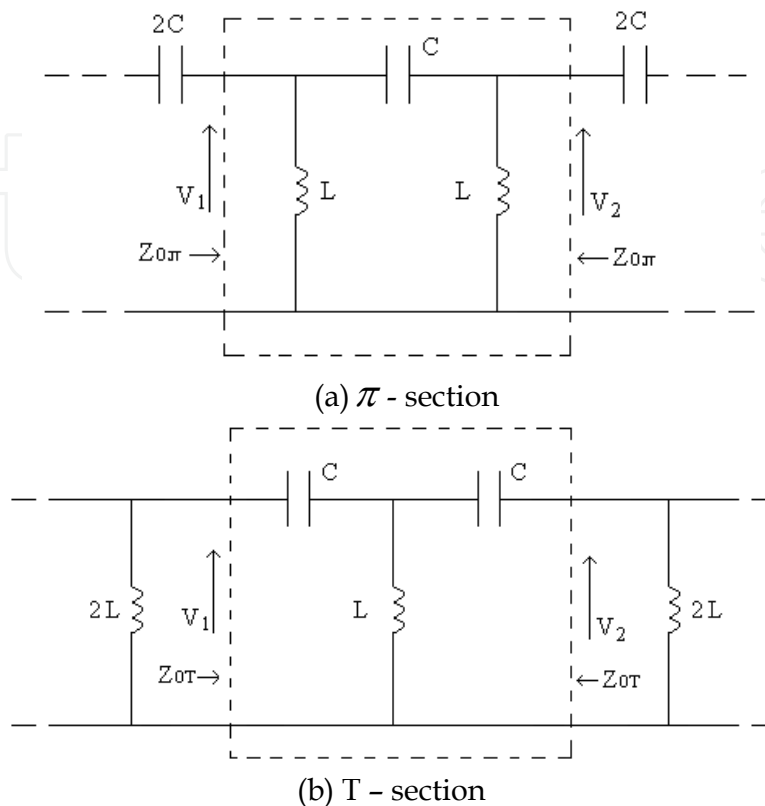 2C
C
2C
V1
L
L
V2
Z0π
Z0π
(a) π - section
C
C
2L
V1
L
V2
2L
Z0T
Z0T
(b) T – section